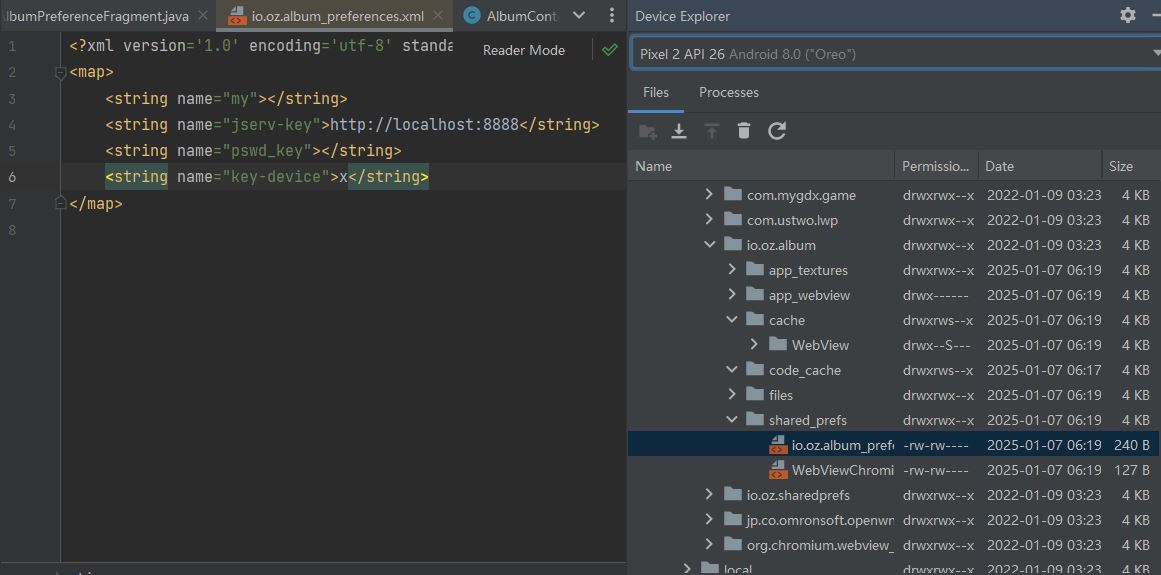 lbumPreferenceFragment.java
io.oz.album_preferences.xml
AlbumCont
Device Explorer
1 <?xml version='1.0' encoding='utf-8' standa
Reader Mode
2 <map>
3 <string name="my"></string>
4 <string name="jserv-key">http://localhost:8888</string>
5 <string name="pswd_key"></string>
6 <string name="key-device">x</string>
7 </map>
8
Pixel 2 API 26 Android 8.0 ("Oreo")
Files Processes
Name Permissio... Date Size
com.mygdx.game drwxrwx--x 2022-01-09 03:23 4 KB
com.ustwo.lwp drwxrwx--x 2022-01-09 03:23 4 KB
io.oz.album drwxrwx--x 2022-01-09 03:23 4 KB
app_textures drwxrwx--x 2025-01-07 06:19 4 KB
app_webview drwx------ 2025-01-07 06:19 4 KB
cache drwxrws--x 2025-01-07 06:19 4 KB
WebView drwx--S--- 2025-01-07 06:19 4 KB
code_cache drwxrws--x 2025-01-07 06:17 4 KB
files drwxrwx--x 2025-01-07 06:19 4 KB
shared_prefs drwxrwx--x 2025-01-07 06:19 4 KB
io.oz.album_prefe -rw-rw---- 2025-01-07 06:19 240 B
WebViewChromi -rw-rw---- 2025-01-07 06:19 127 B
io.oz.sharedprefs drwxrwx--x 2022-01-09 03:23 4 KB
jp.co.omronsoft.openwn drwxrwx--x 2022-01-09 03:23 4 KB
org.chromium.webview_ drwxrwx--x 2022-01-09 03:23 4 KB
local drwxrwx--x 2022-01-09 03:23 4 KB